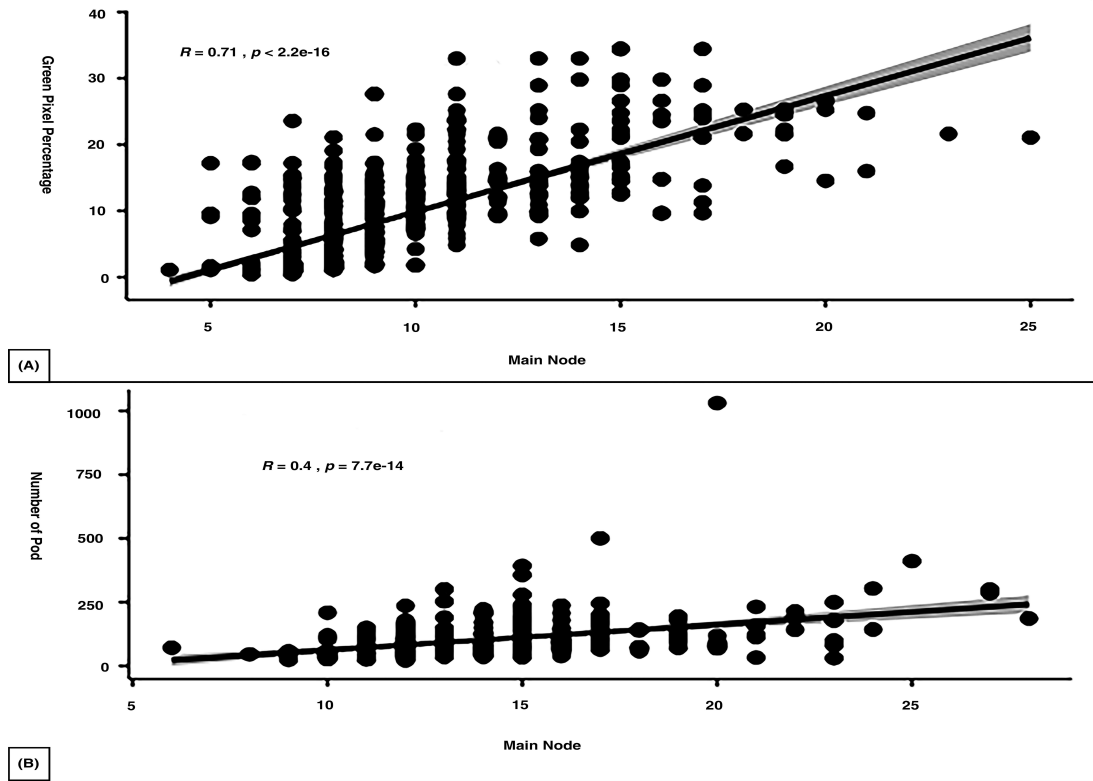 40
R = 0.71 , p < 2.2e-16
30
Green Pixel Percentage
20
10
0
5 10 15 20 25
Main Node
(A)
1000
R = 0.4 , p = 7.7e-14
750
Number of Pod
500
250
0
5 10 15 20 25
Main Node
(B)